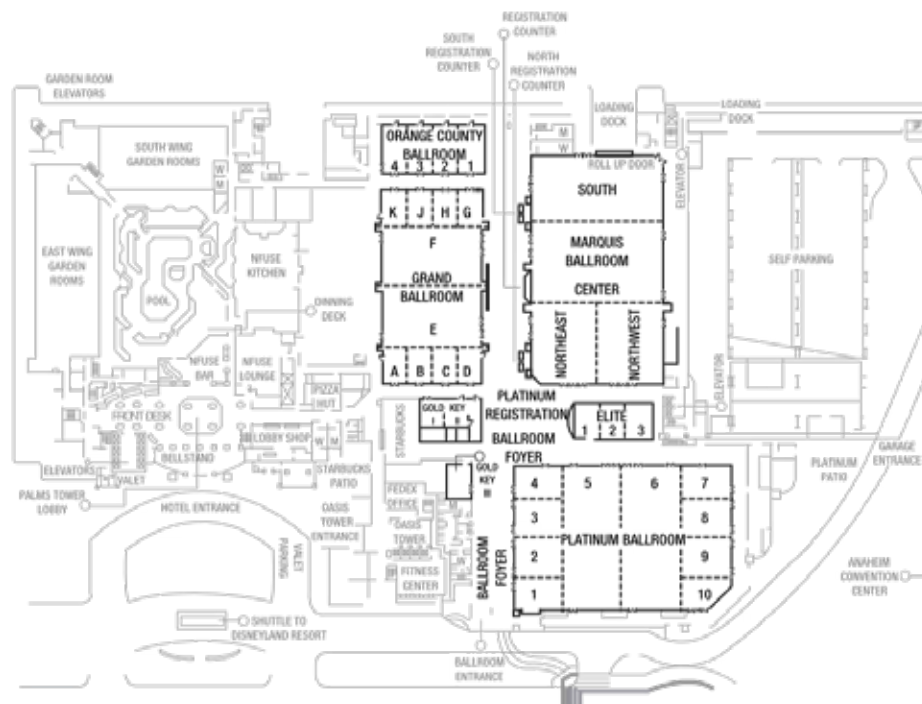 REGISTRATION
COUNTER
SOUTH
REGISTRATION
COUNTER
NORTH
REGISTRATION
COUNTER
GARDEN ROOM
ELEVATORS
LOADING
DOCK
LOADING
DOCK
SOUTH WING
GARDEN ROOMS
W
M
ORANGE COUNTY
BALLROOM
4 3 2 1
M
W
ROLL UP DOOR
ELEVATOR
SOUTH
K J H G
F
GRAND
BALLROOM
E
A B C D
MARQUIS
BALLROOM
CENTER
NORTHEAST
NORTHWEST
SELF PARKING
EAST WING
GARDEN
ROOMS
POOL
NFUSE
KITCHEN
DINNING
DECK
NFUSE
BAR
NFUSE
LOUNGE
PIZZA
HUT
FRONT DESK
BELLSTAND
LOBBY SHOP
W M
STARBUCKS
STARBUCKS
PATIO
ELEVATORS
VALET
PALMS TOWER
LOBBY
HOTEL ENTRANCE
OASIS
TOWER
ENTRANCE
VALET
PARKING
GOLD KEY
I II
PLATINUM
REGISTRATION
BALLROOM
FOYER
GOLD
KEY
III
ELITE
1 2 3
ELEVATOR
GARAGE
ENTRANCE
PLATINUM
PATIO
FEDEX
OFFICE
M
OASIS
TOWER
W
FITNESS
CENTER
BALLROOM
FOYER
4 5 6 7
3 8
PLATINUM BALLROOM
2 9
1 10
ANAHEIM
CONVENTION
CENTER
SHUTTLE TO
DISNEYLAND RESORT
BALLROOM
ENTRANCE